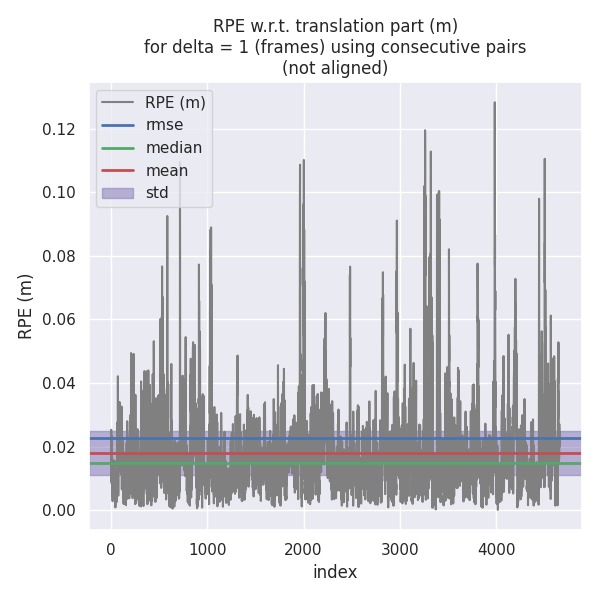 RPE w.r.t. translation part (m)
for delta = 1 (frames) using consecutive pairs
(not aligned)
RPE (m)
rmse
median
mean
std
RPE (m)
0.12
0.10
0.08
0.06
0.04
0.02
0.00
0
1000
2000
3000
4000
index